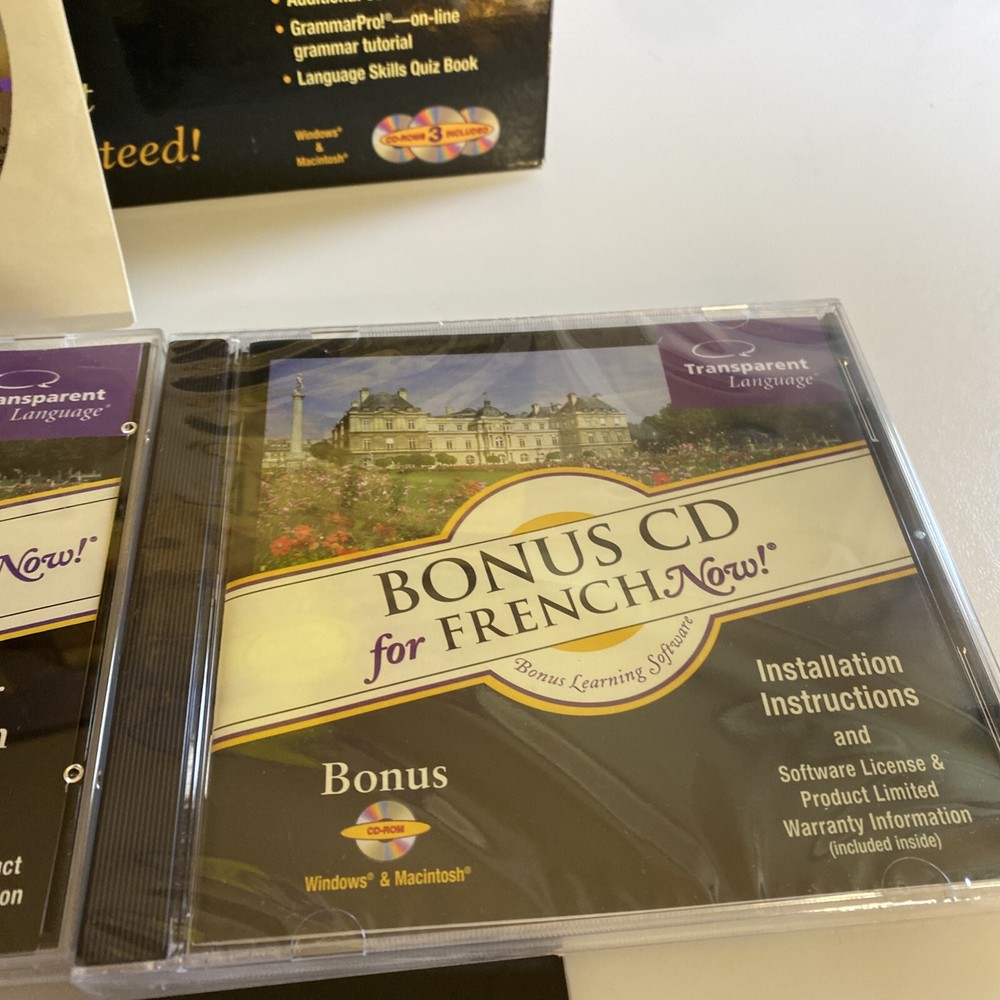 GrammarPro!®—on-line
grammar tutorial
Language Skills Quiz Book
teed!
Windows®
&
Macintosh®
CD-ROMS 3 INCLUDED
ansparent
Language®
Now!®
Transparent
Language®
BONUS CD
for FRENCH Now!®
Bonus Learning Software
Installation
Instructions
and
Software License &
Product Limited
Warranty Information
(included inside)
Bonus
CD-ROM
Windows® & Macintosh®